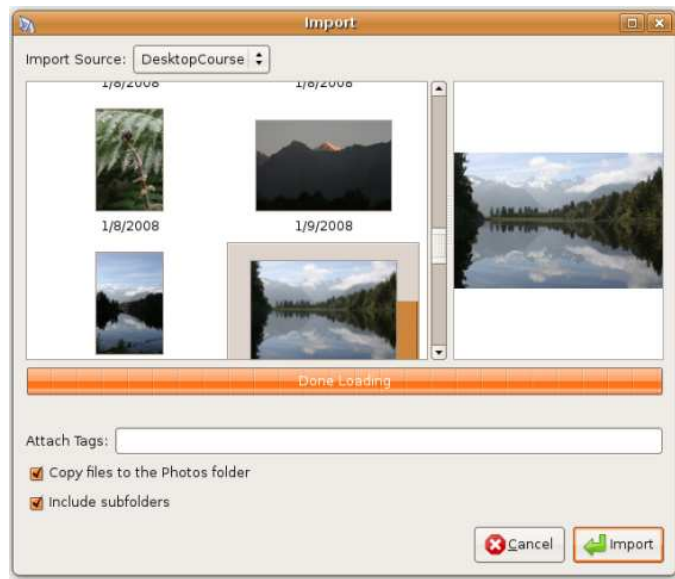 Import
Import Source: DesktopCourse
1/8/2008 1/8/2008
1/8/2008 1/9/2008
Done Loading
Attach Tags:
Copy files to the Photos folder
Include subfolders
Cancel Import